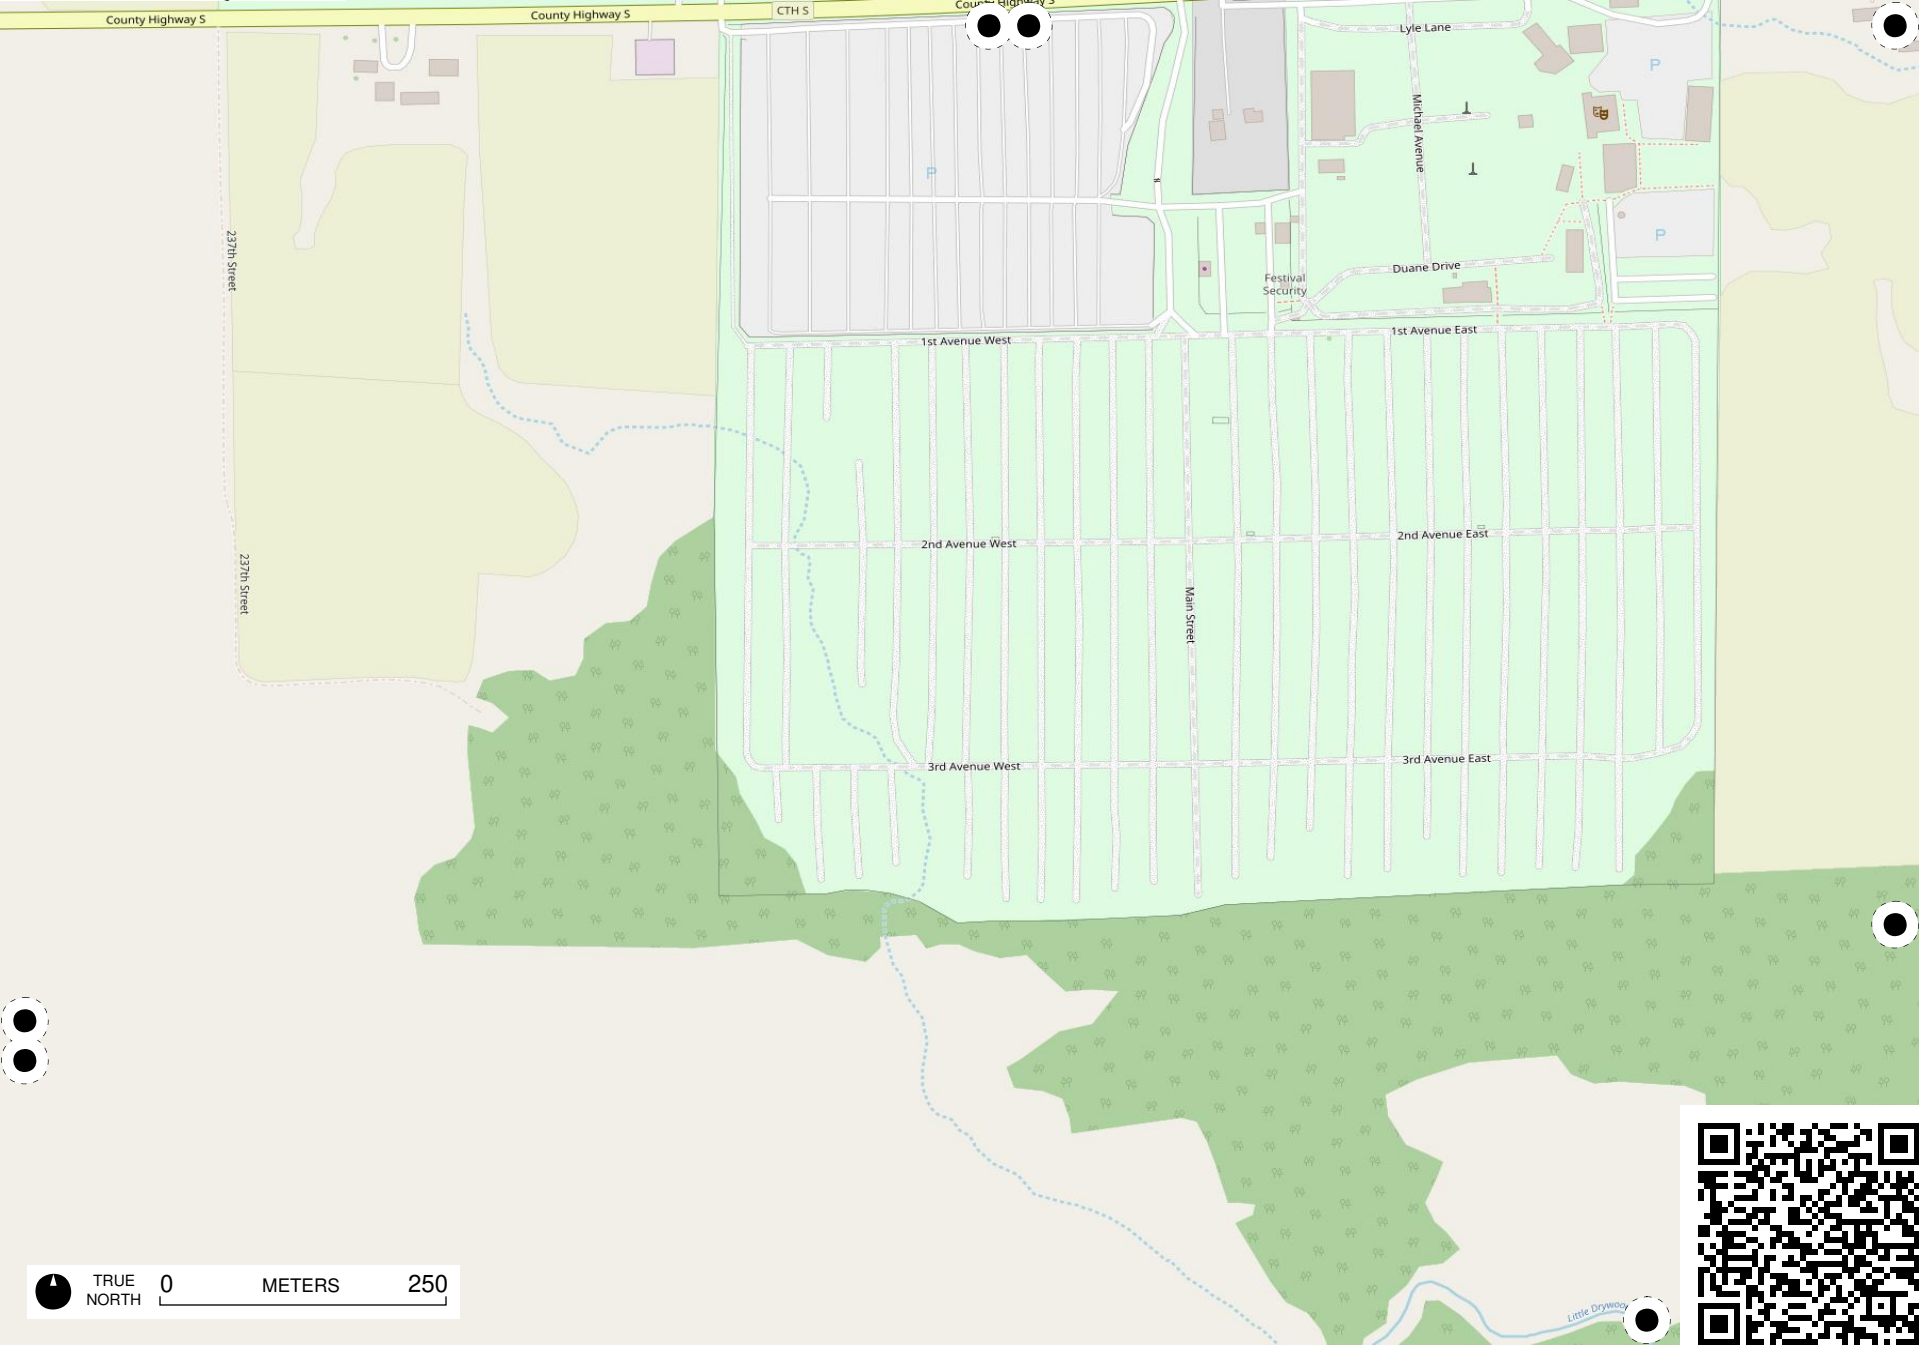 County Highway S
County Highway S
CTH S
County Highway S
Lyle Lane
P
Michael Avenue
P
237th Street
P
Festival
Security
Duane Drive
1st Avenue West
1st Avenue East
2nd Avenue West
2nd Avenue East
237th Street
Main Street
3rd Avenue West
3rd Avenue East
TRUE
NORTH
0
METERS
250
Little Drywood